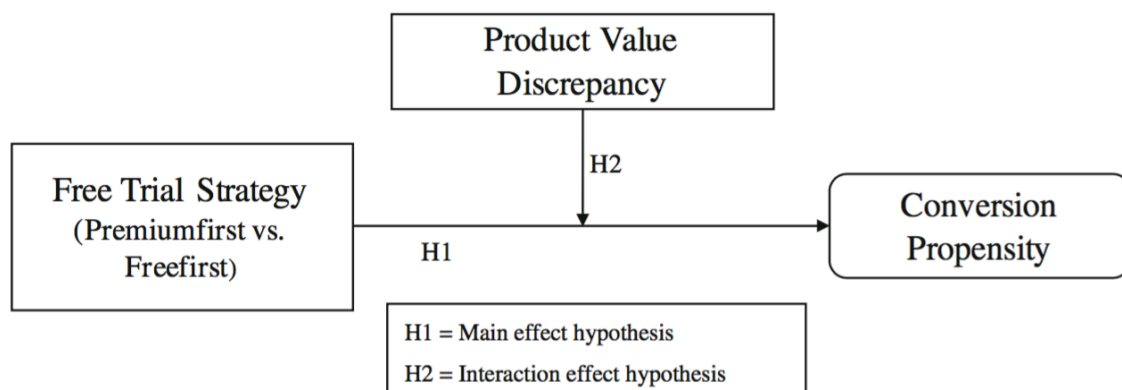 Product Value
Discrepancy
H2
Free Trial Strategy
(Premiumfirst vs.
Freefirst)
H1
Conversion
Propensity
H1 = Main effect hypothesis
H2 = Interaction effect hypothesis